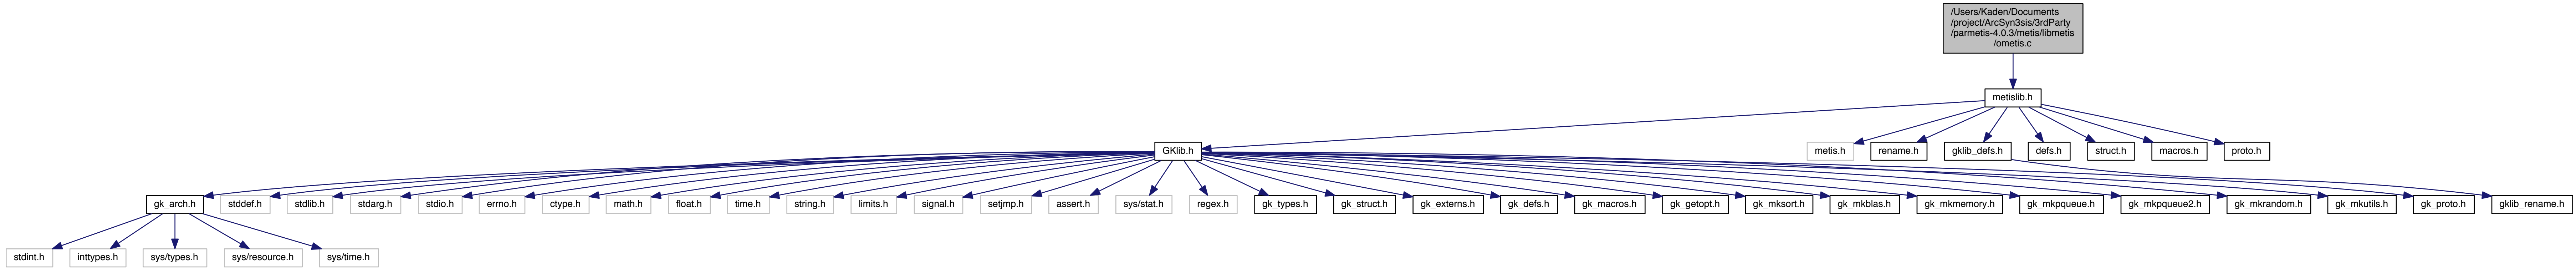 /Users/Kaden/Documents
/project/ArcSyn3sis/3rdParty
/parmetis-4.0.3/metis/libmetis
/ometis.c
metislib.h
GKlib.h
metis.h
rename.h
gklib_defs.h
defs.h
struct.h
macros.h
proto.h
gk_arch.h
stddef.h
stdlib.h
stdarg.h
stdio.h
errno.h
ctype.h
math.h
float.h
time.h
string.h
limits.h
signal.h
setjmp.h
assert.h
sys/stat.h
regex.h
gk_types.h
gk_struct.h
gk_externs.h
gk_defs.h
gk_macros.h
gk_getopt.h
gk_mksort.h
gk_mkblas.h
gk_mkmemory.h
gk_mkpqueue.h
gk_mkpqueue2.h
gk_mkrandom.h
gk_mkutils.h
gk_proto.h
gklib_rename.h
stdint.h
inttypes.h
sys/types.h
sys/resource.h
sys/time.h